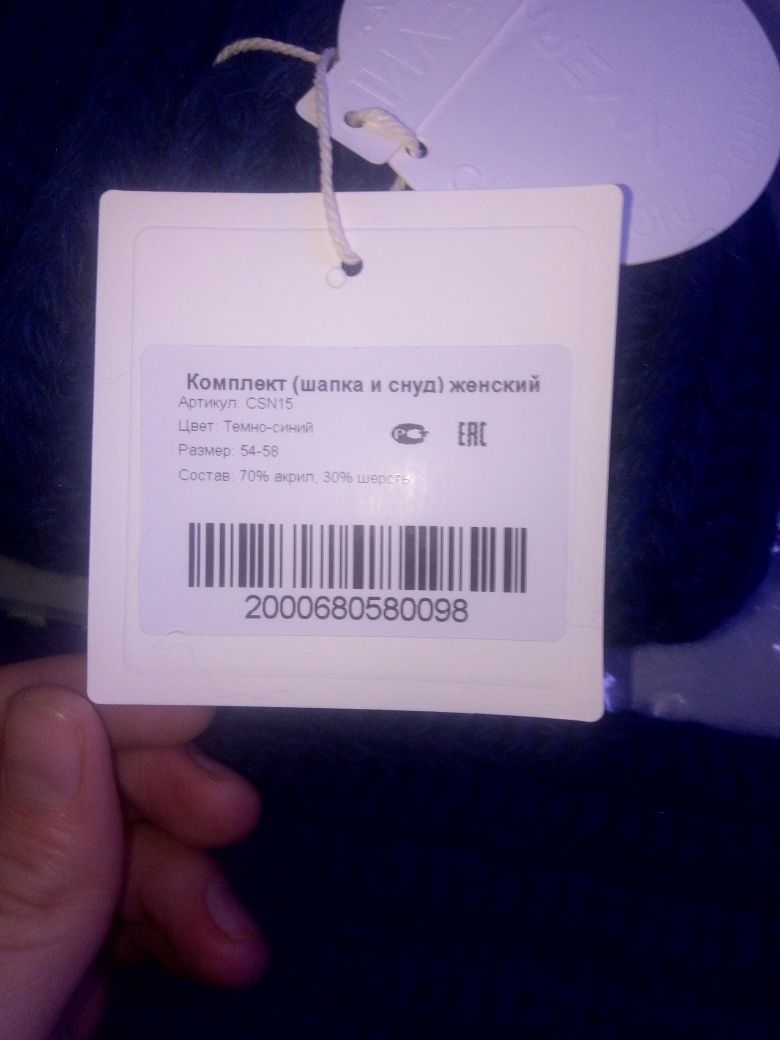 Комплект (шапка и снуд) женский
Артикул: CSN15
Цвет: Темно-синий
Размер: 54-58
Состав: 70% акрил, 30% шерсть
РСТ ЕАС
2000680580098